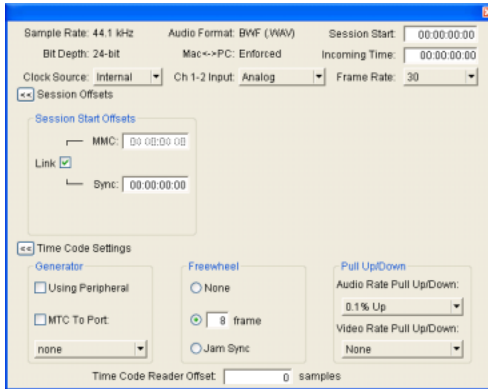 Sample Rate: 44.1 kHz Audio Format: BWF (.WAV) Session Start: 00:00:00:00
Bit Depth: 24-bit Mac<->PC: Enforced Incoming Time: 00:00:00:00
Clock Source: Internal Ch 1-2 Input: Analog Frame Rate: 30
<< Session Offsets
Session Start Offsets
MMC: 00:00:00:00
Link
Sync: 00:00:00:00
<< Time Code Settings
Generator Freewheel Pull Up/Down
Using Peripheral None Audio Rate Pull Up/Down:
0.1% Up
MTC To Port: 8 frame Video Rate Pull Up/Down:
none Jam Sync None
Time Code Reader Offset: 0 samples